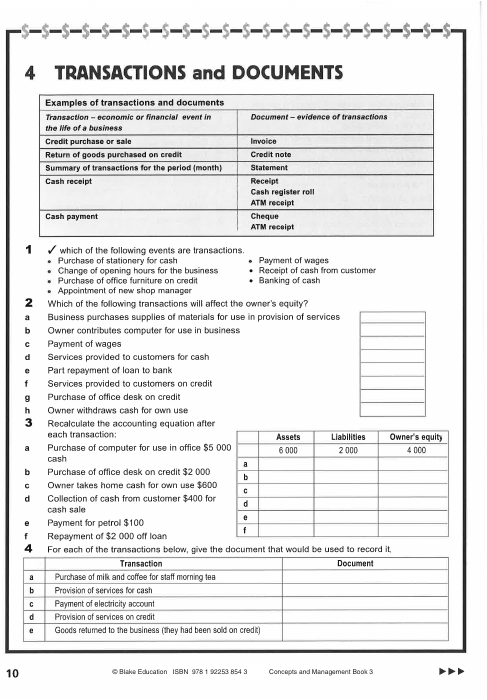 4 TRANSACTIONS and DOCUMENTS
Examples of transactions and documents
Transaction – economic or financial event in the life of a business
Document – evidence of transactions
Credit purchase or sale
Invoice
Return of goods purchased on credit
Credit note
Summary of transactions for the period (month)
Statement
Cash receipt
Receipt
Cash register roll
ATM receipt
Cash payment
Cheque
ATM receipt
1 ✓ which of the following events are transactions.
• Purchase of stationery for cash
• Change of opening hours for the business
• Purchase of office furniture on credit
• Appointment of new shop manager
• Payment of wages
• Receipt of cash from customer
• Banking of cash
2 Which of the following transactions will affect the owner's equity?
a Business purchases supplies of materials for use in provision of services
b Owner contributes computer for use in business
c Payment of wages
d Services provided to customers for cash
e Part repayment of loan to bank
f Services provided to customers on credit
g Purchase of office desk on credit
h Owner withdraws cash for own use
3 Recalculate the accounting equation after
each transaction:
a Purchase of computer for use in office $5 000
cash
b Purchase of office desk on credit $2 000
c Owner takes home cash for own use $600
d Collection of cash from customer $400 for
cash sale
e Payment for petrol $100
f Repayment of $2 000 off loan
Assets Liabilities Owner's equity
6 000 2 000 4 000
a
b
c
d
e
f
4 For each of the transactions below, give the document that would be used to record it.
Transaction Document
a Purchase of milk and coffee for staff morning tea
b Provision of services for cash
c Payment of electricity account
d Provision of services on credit
e Goods returned to the business (they had been sold on credit)
10 © Blake Education ISBN 978 1 92253 854 3 Concepts and Management Book 3